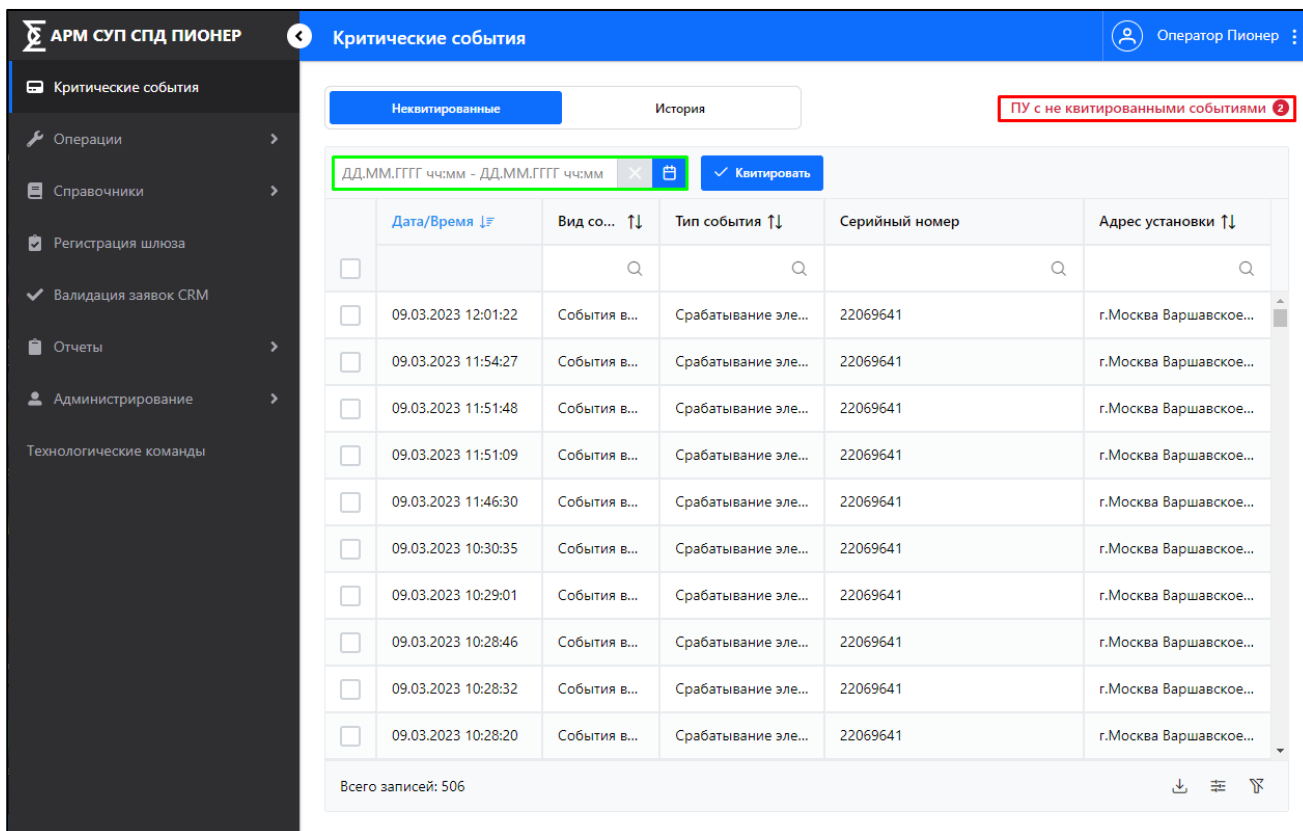 АРМ СУП СПД ПИОНЕР
Критические события
Оператор Пионер
Критические события
Операции
Справочники
Регистрация шлюза
Валидация заявок CRM
Отчеты
Администрирование
Технологические команды
Неквитированные История ПУ с не квитированными событиями 2
ДД.ММ.ГГГГ чч:мм - ДД.ММ.ГГГГ чч:мм Квитировать
Дата/Время Вид со... Тип события Серийный номер Адрес установки
09.03.2023 12:01:22 События в... Срабатывание эле... 22069641 г.Москва Варшавское...
09.03.2023 11:54:27 События в... Срабатывание эле... 22069641 г.Москва Варшавское...
09.03.2023 11:51:48 События в... Срабатывание эле... 22069641 г.Москва Варшавское...
09.03.2023 11:51:09 События в... Срабатывание эле... 22069641 г.Москва Варшавское...
09.03.2023 11:46:30 События в... Срабатывание эле... 22069641 г.Москва Варшавское...
09.03.2023 10:30:35 События в... Срабатывание эле... 22069641 г.Москва Варшавское...
09.03.2023 10:29:01 События в... Срабатывание эле... 22069641 г.Москва Варшавское...
09.03.2023 10:28:46 События в... Срабатывание эле... 22069641 г.Москва Варшавское...
09.03.2023 10:28:32 События в... Срабатывание эле... 22069641 г.Москва Варшавское...
09.03.2023 10:28:20 События в... Срабатывание эле... 22069641 г.Москва Варшавское...
Всего записей: 506